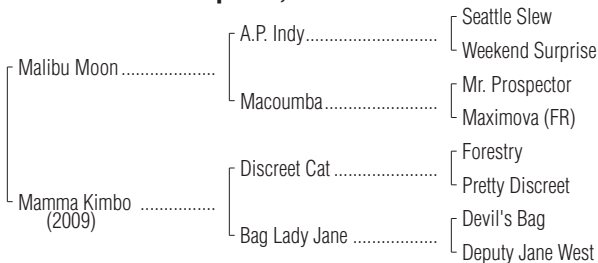 Seattle Slew
A.P. Indy
Weekend Surprise
Malibu Moon
Mr. Prospector
Macoumba
Maximova (FR)
Forestry
Discreet Cat
Pretty Discreet
Mamma Kimbo
(2009)
Devil's Bag
Bag Lady Jane
Deputy Jane West